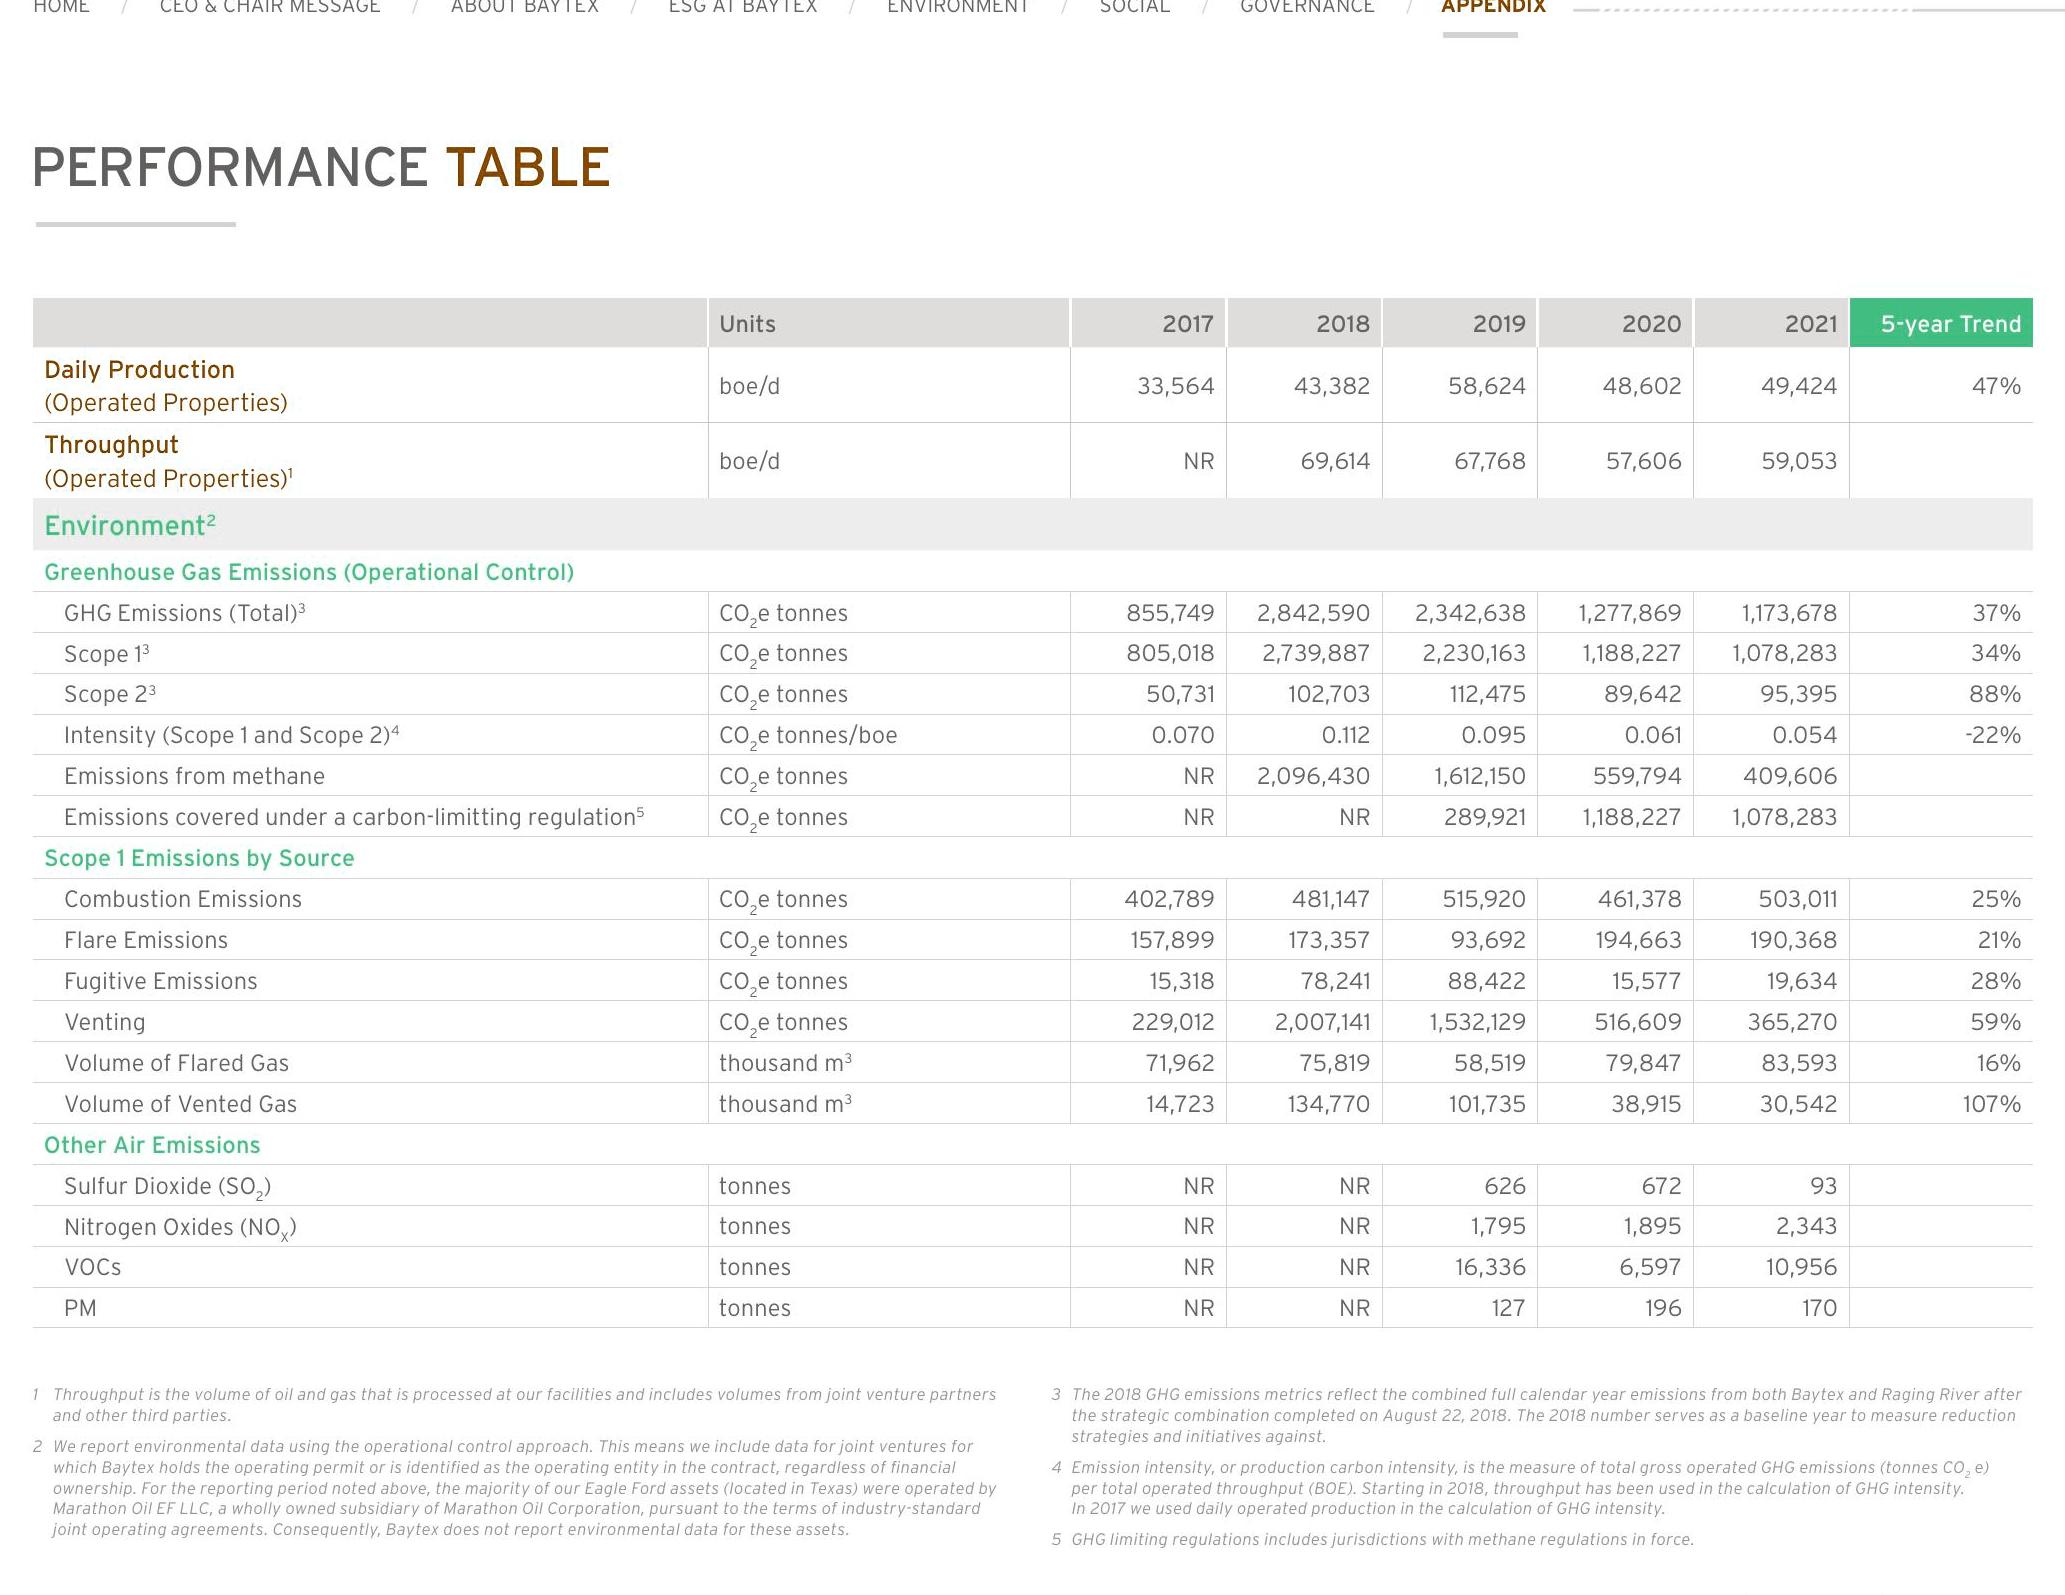 HOME / CEO & CHAIR MESSAGE / ABOUT BAYTEX / ESG AT BAYTEX / ENVIRONMENT / SOCIAL / GOVERNANCE / APPENDIX
PERFORMANCE TABLE
Units 2017 2018 2019 2020 2021 5-year Trend
Daily Production
(Operated Properties) boe/d 33,564 43,382 58,624 48,602 49,424 47%
Throughput
(Operated Properties)¹ boe/d NR 69,614 67,768 57,606 59,053
Environment²
Greenhouse Gas Emissions (Operational Control)
GHG Emissions (Total)³ CO₂e tonnes 855,749 2,842,590 2,342,638 1,277,869 1,173,678 37%
Scope 1³ CO₂e tonnes 805,018 2,739,887 2,230,163 1,188,227 1,078,283 34%
Scope 2³ CO₂e tonnes 50,731 102,703 112,475 89,642 95,395 88%
Intensity (Scope 1 and Scope 2)⁴ CO₂e tonnes/boe 0.070 0.112 0.095 0.061 0.054 -22%
Emissions from methane CO₂e tonnes NR 2,096,430 1,612,150 559,794 409,606
Emissions covered under a carbon-limitting regulation⁵ CO₂e tonnes NR NR 289,921 1,188,227 1,078,283
Scope 1 Emissions by Source
Combustion Emissions CO₂e tonnes 402,789 481,147 515,920 461,378 503,011 25%
Flare Emissions CO₂e tonnes 157,899 173,357 93,692 194,663 190,368 21%
Fugitive Emissions CO₂e tonnes 15,318 78,241 88,422 15,577 19,634 28%
Venting CO₂e tonnes 229,012 2,007,141 1,532,129 516,609 365,270 59%
Volume of Flared Gas thousand m³ 71,962 75,819 58,519 79,847 83,593 16%
Volume of Vented Gas thousand m³ 14,723 134,770 101,735 38,915 30,542 107%
Other Air Emissions
Sulfur Dioxide (SO₂) tonnes NR NR 626 672 93
Nitrogen Oxides (NOₓ) tonnes NR NR 1,795 1,895 2,343
VOCs tonnes NR NR 16,336 6,597 10,956
PM tonnes NR NR 127 196 170
1 Throughput is the volume of oil and gas that is processed at our facilities and includes volumes from joint venture partners
and other third parties.
2 We report environmental data using the operational control approach. This means we include data for joint ventures for
which Baytex holds the operating permit or is identified as the operating entity in the contract, regardless of financial
ownership. For the reporting period noted above, the majority of our Eagle Ford assets (located in Texas) were operated by
Marathon Oil EF LLC, a wholly owned subsidiary of Marathon Oil Corporation, pursuant to the terms of industry-standard
joint operating agreements. Consequently, Baytex does not report environmental data for these assets.
3 The 2018 GHG emissions metrics reflect the combined full calendar year emissions from both Baytex and Raging River after
the strategic combination completed on August 22, 2018. The 2018 number serves as a baseline year to measure reduction
strategies and initiatives against.
4 Emission intensity, or production carbon intensity, is the measure of total gross operated GHG emissions (tonnes CO₂ e)
per total operated throughput (BOE). Starting in 2018, throughput has been used in the calculation of GHG intensity.
In 2017 we used daily operated production in the calculation of GHG intensity.
5 GHG limiting regulations includes jurisdictions with methane regulations in force.